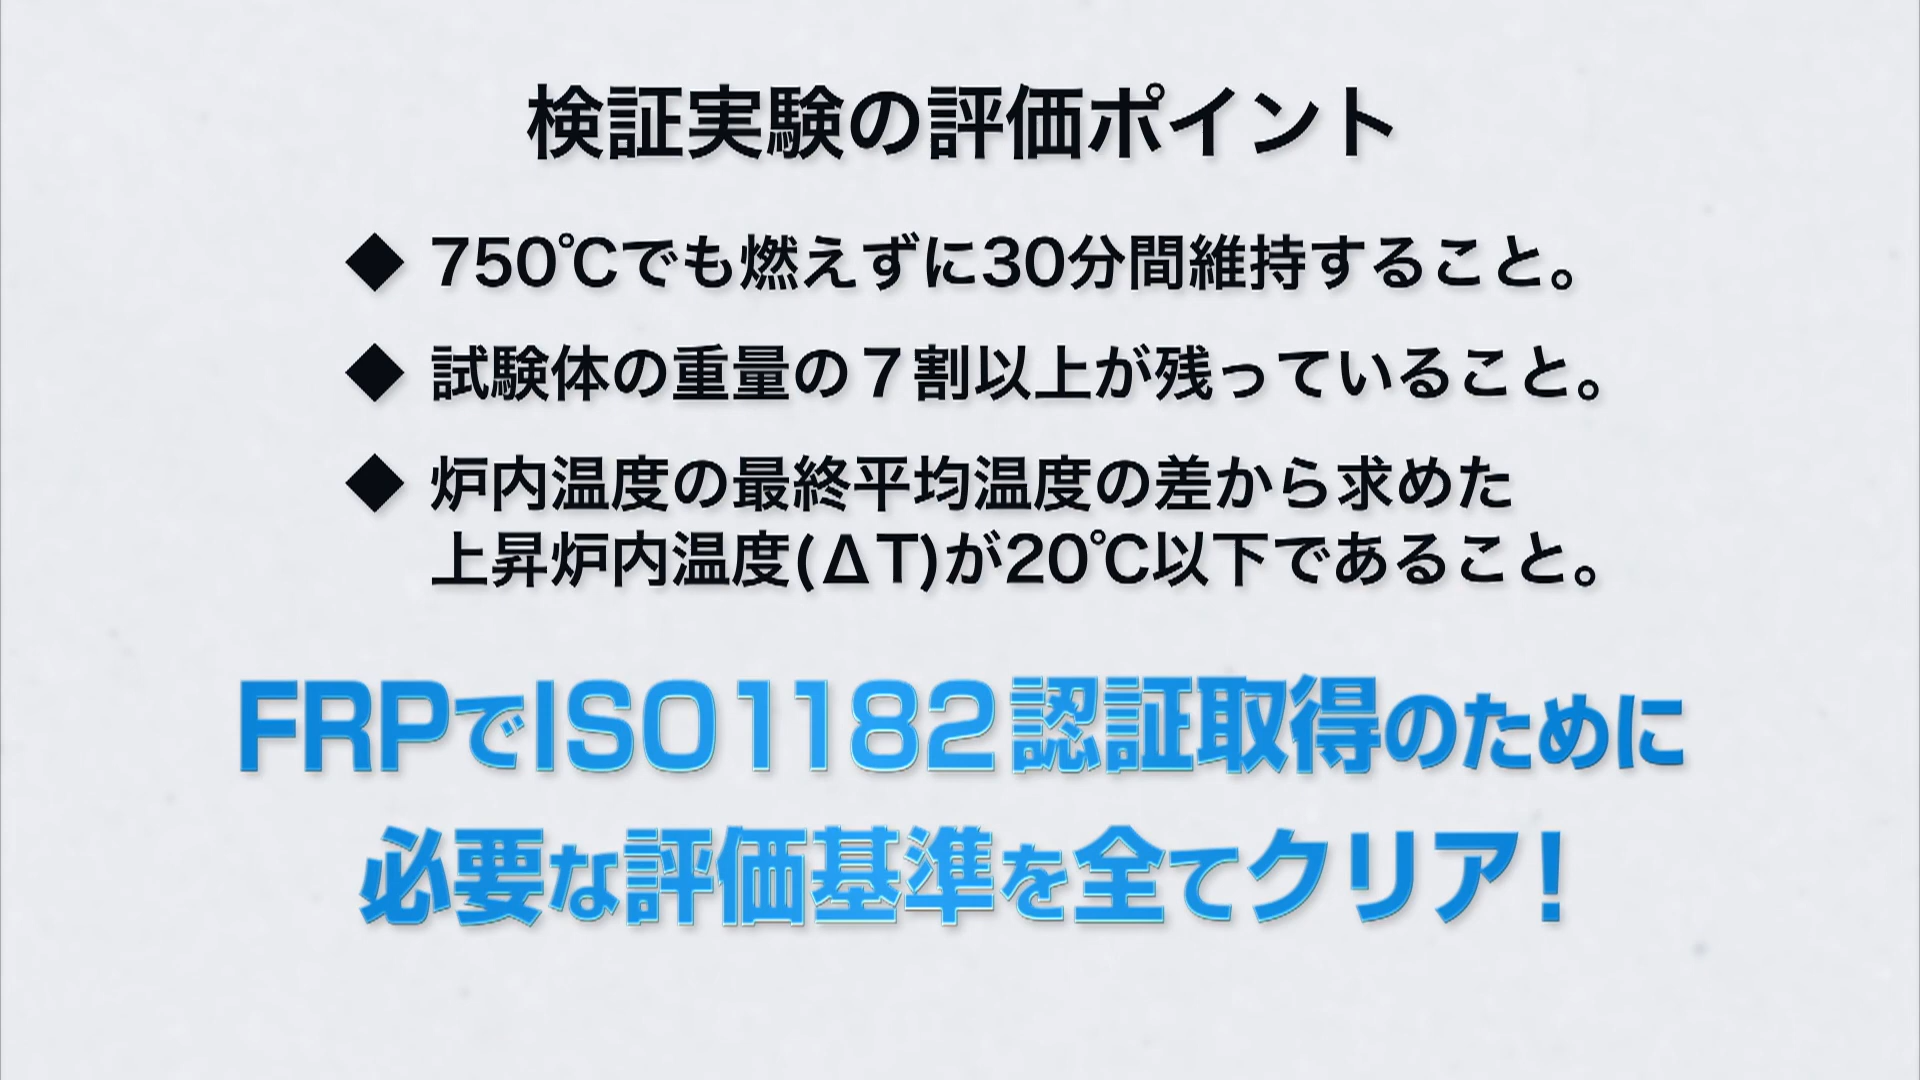 検証実験の評価ポイント
◆ 750℃でも燃えずに30分間維持すること。
◆ 試験体の重量の７割以上が残っていること。
◆ 炉内温度の最終平均温度の差から求めた
上昇炉内温度(ΔT)が20℃以下であること。
FRPでISO1182認証取得のために
必要な評価基準を全てクリア！